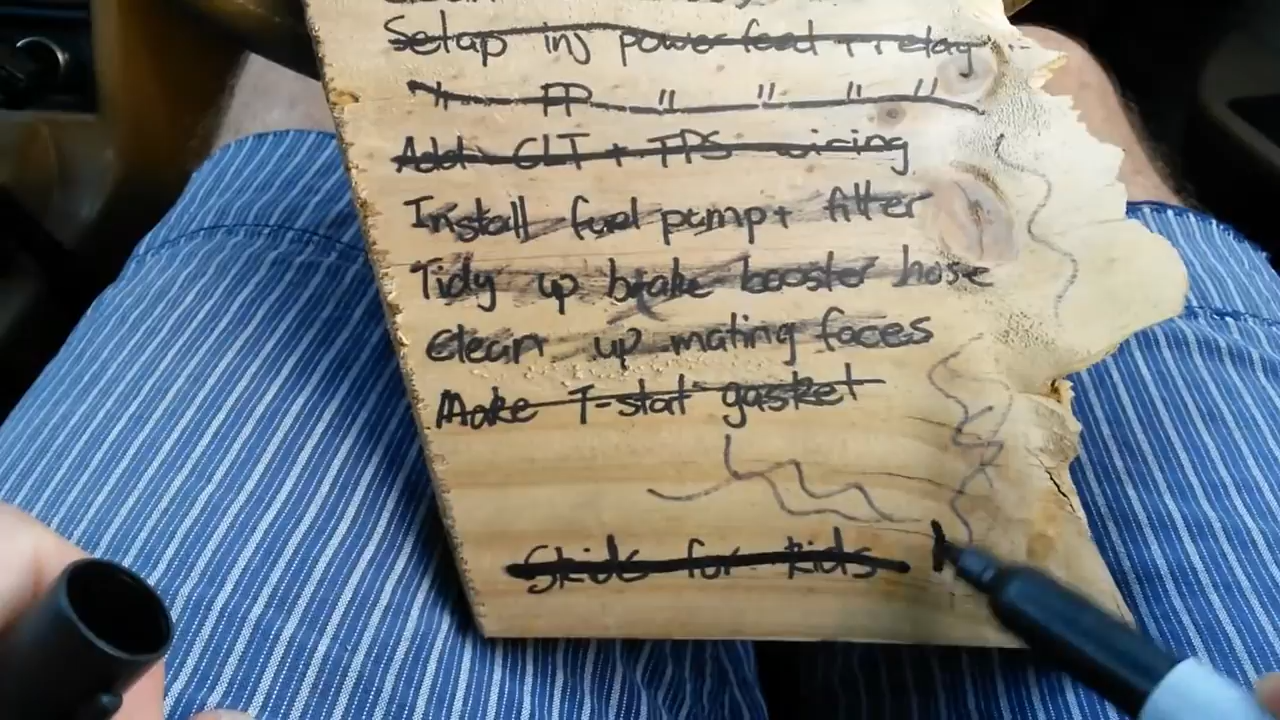 Setup inj power feed + relay
" FP " " " "
Add CLT + TPS wiring
Install fuel pump + filter
Tidy up brake booster hose
Clean up mating faces
Make T-stat gasket
Skids for kids